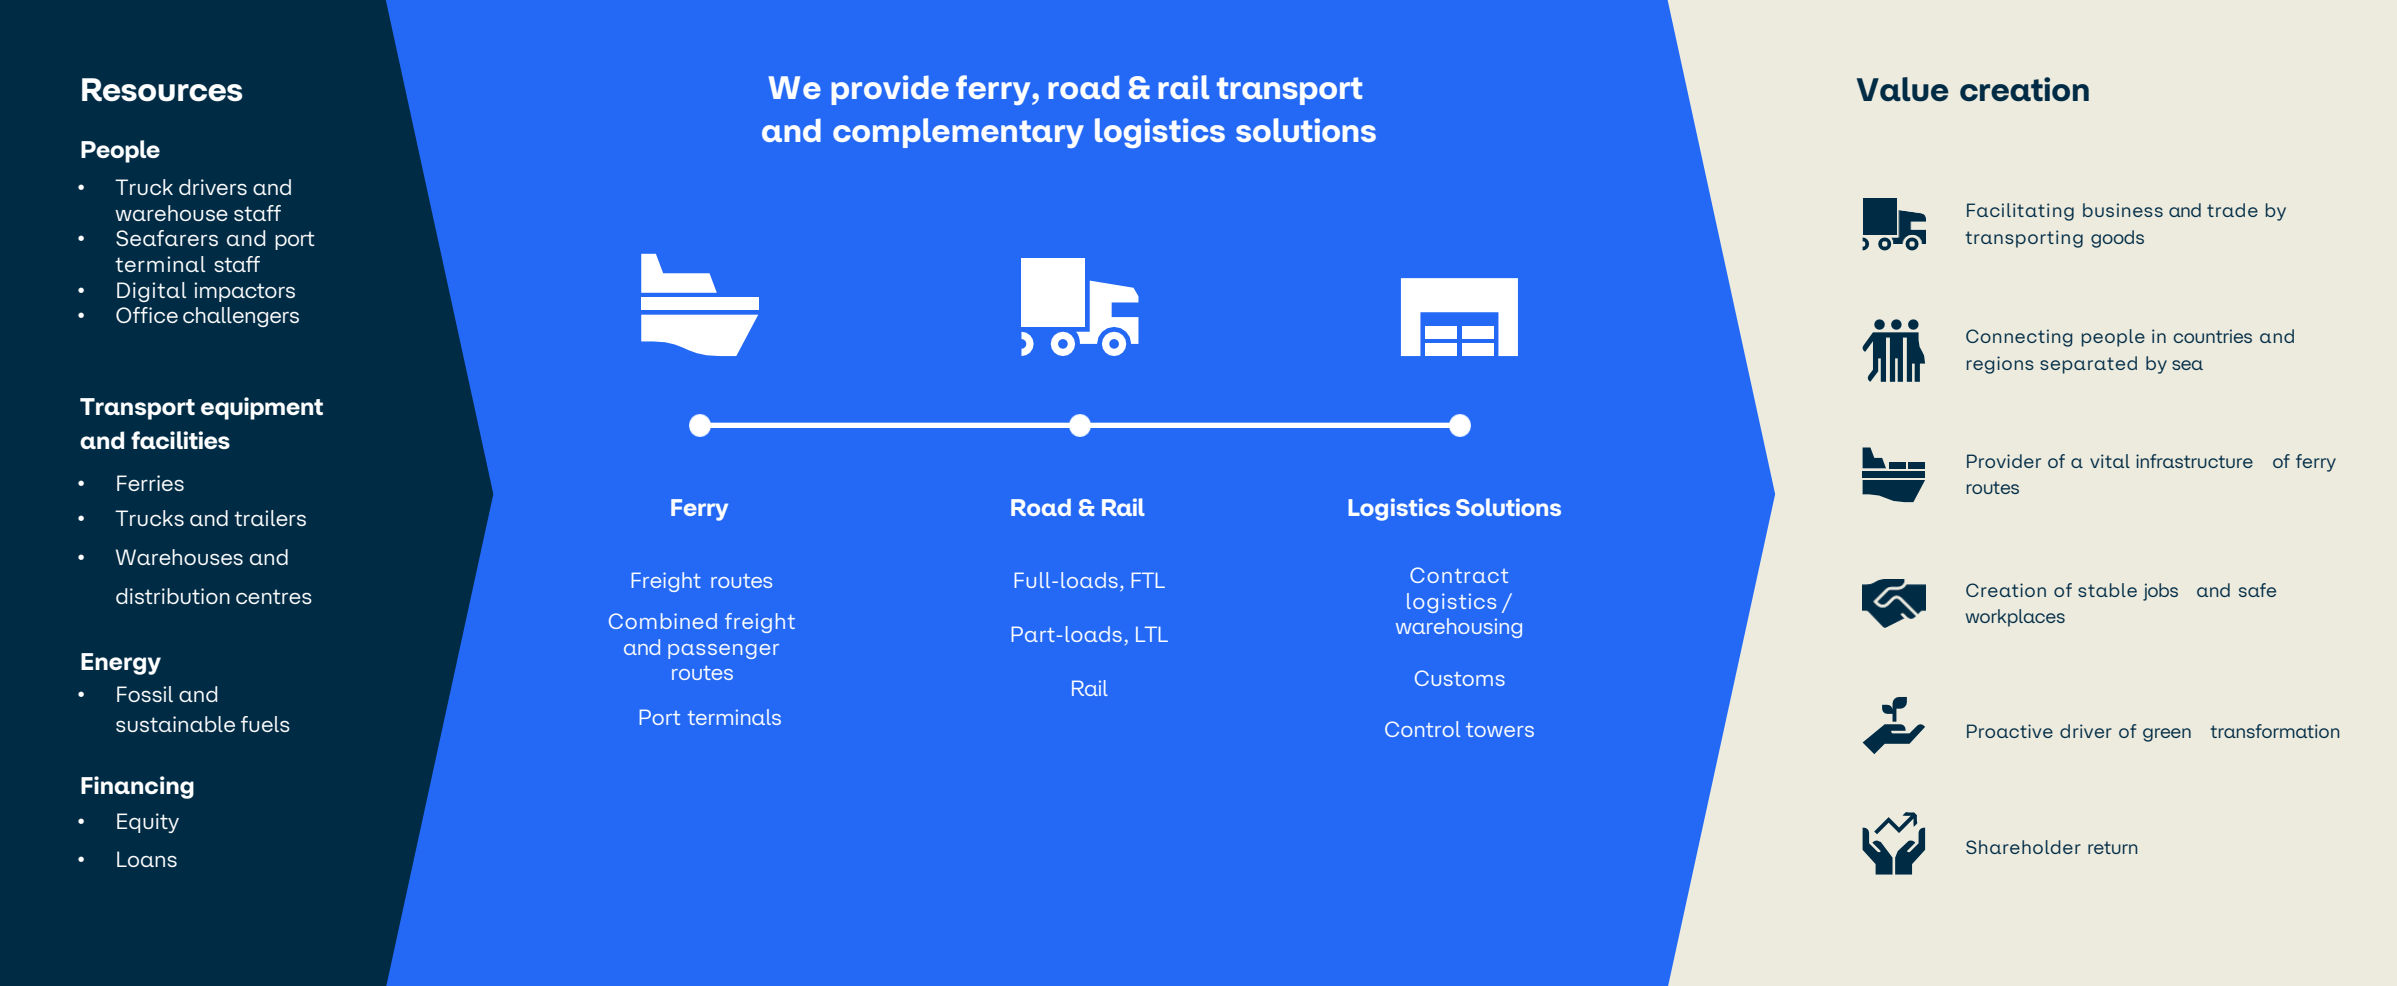 Resources
People
• Truck drivers and
warehouse staff
• Seafarers and port
terminal staff
• Digital impactors
• Office challengers
Transport equipment
and facilities
• Ferries
• Trucks and trailers
• Warehouses and
distribution centres
Energy
• Fossil and
sustainable fuels
Financing
• Equity
• Loans
We provide ferry, road & rail transport
and complementary logistics solutions
Ferry
Freight routes
Combined freight
and passenger
routes
Port terminals
Road & Rail
Full-loads, FTL
Part-loads, LTL
Rail
Logistics Solutions
Contract
logistics /
warehousing
Customs
Control towers
Value creation
Facilitating business and trade by
transporting goods
Connecting people in countries and
regions separated by sea
Provider of a vital infrastructure of ferry
routes
Creation of stable jobs and safe
workplaces
Proactive driver of green transformation
Shareholder return